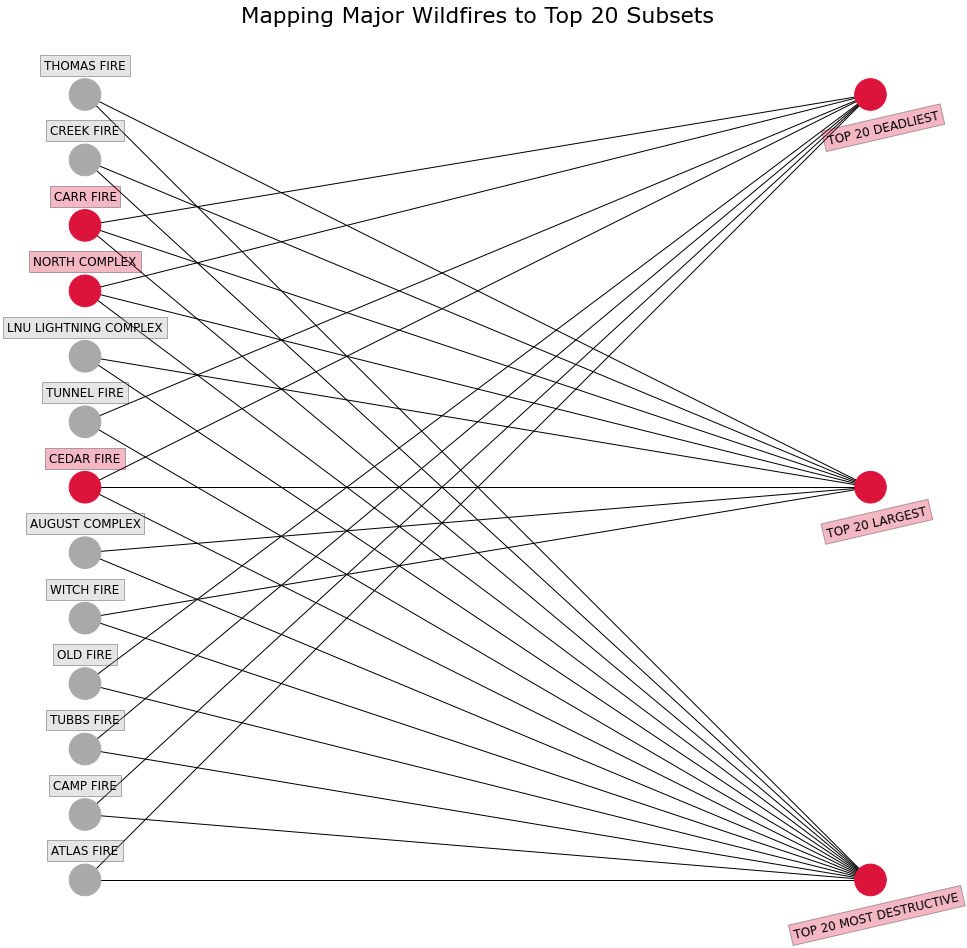 Mapping Major Wildfires to Top 20 Subsets
THOMAS FIRE
CREEK FIRE
CARR FIRE
NORTH COMPLEX
LNU LIGHTNING COMPLEX
TUNNEL FIRE
CEDAR FIRE
AUGUST COMPLEX
WITCH FIRE
OLD FIRE
TUBBS FIRE
CAMP FIRE
ATLAS FIRE
TOP 20 DEADLIEST
TOP 20 LARGEST
TOP 20 MOST DESTRUCTIVE